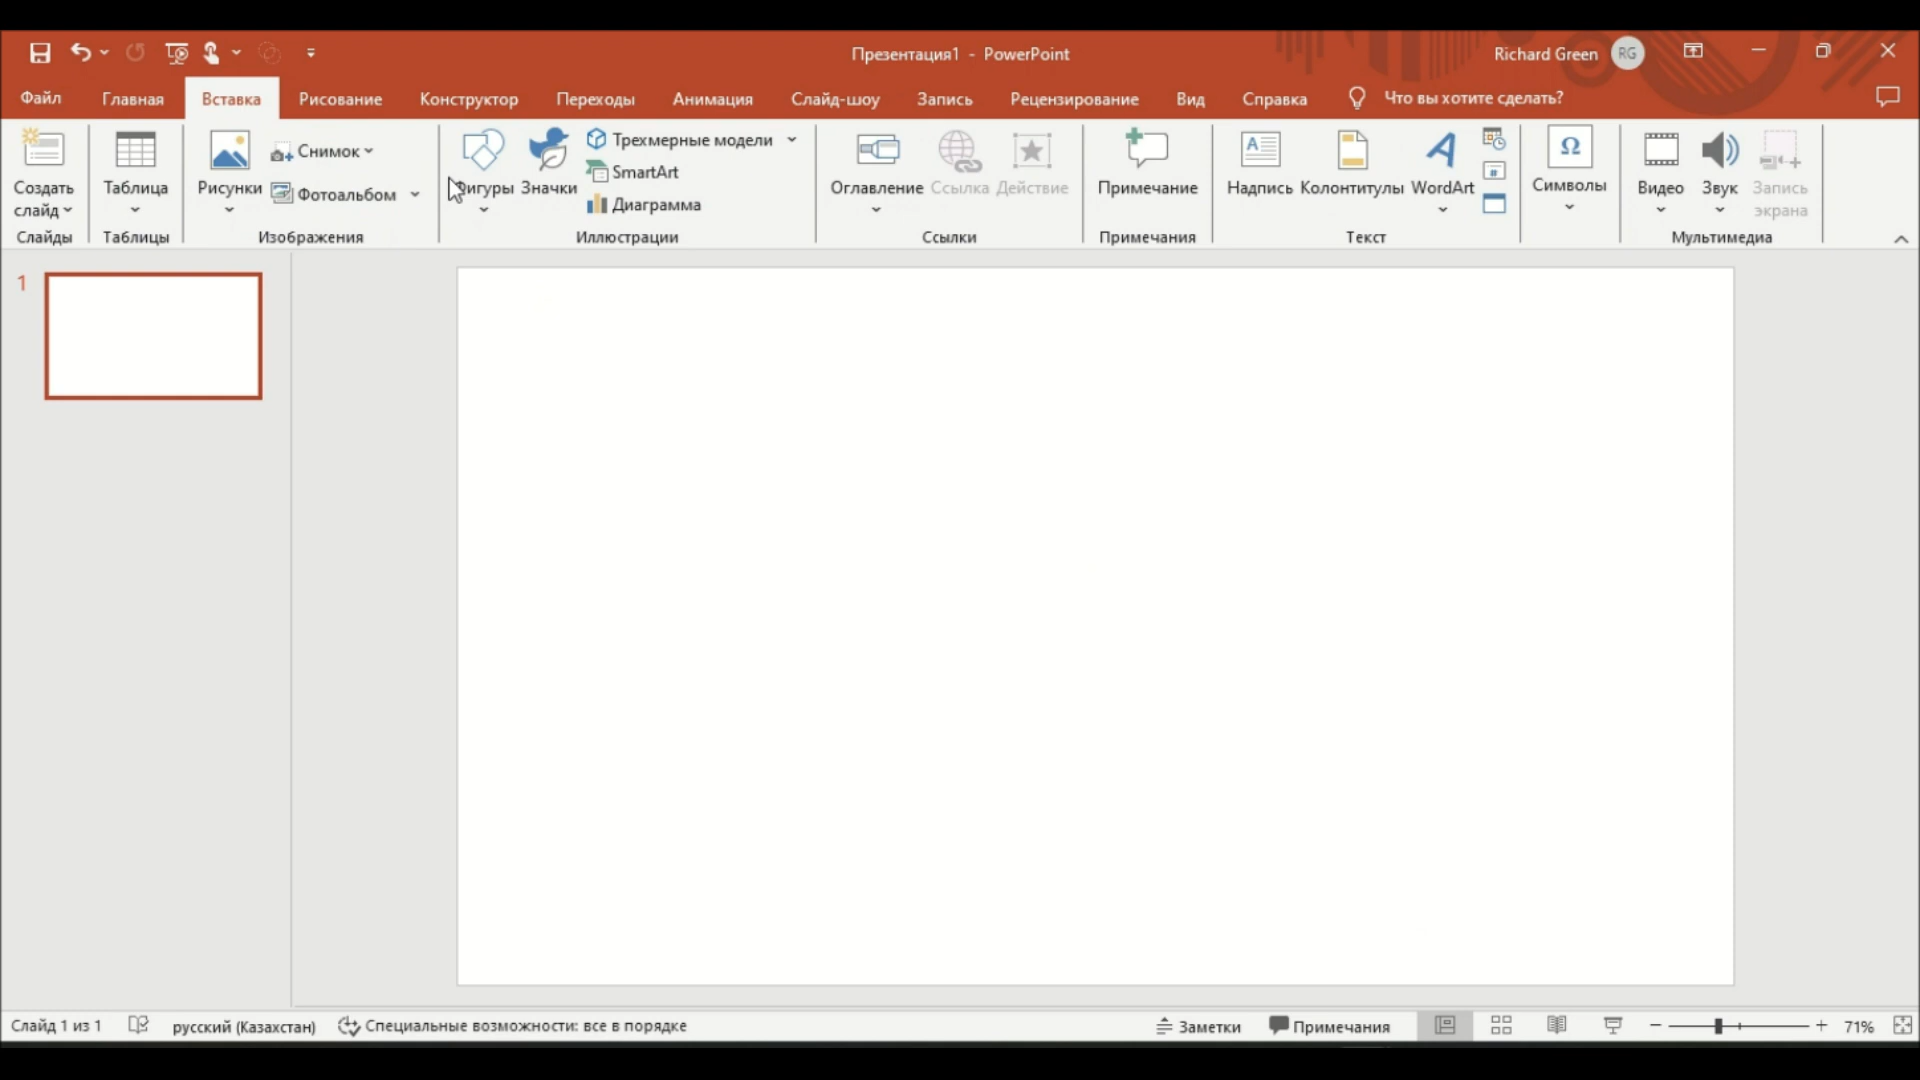 Презентация1 - PowerPoint
Richard Green RG
Файл Главная Вставка Рисование Конструктор Переходы Анимация Слайд-шоу Запись Рецензирование Вид Справка Что вы хотите сделать?
Создать слайд
Слайды
Таблица
Таблицы
Рисунки
Снимок
Фотоальбом
Изображения
Фигуры
Значки
Трехмерные модели
SmartArt
Диаграмма
Иллюстрации
Оглавление
Ссылка
Действие
Ссылки
Примечание
Примечания
Надпись
Колонтитулы
WordArt
Текст
Символы
Видео
Звук
Запись экрана
Мультимедиа
1
Слайд 1 из 1 русский (Казахстан) Специальные возможности: все в порядке Заметки Примечания 71%